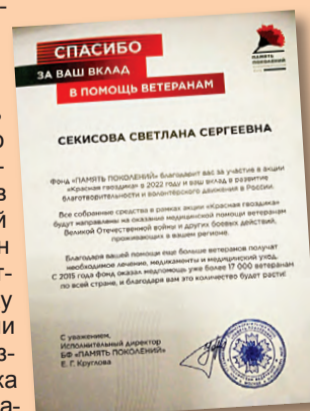 СПАСИБО
ЗА ВАШ ВКЛАД
В ПОМОЩЬ ВЕТЕРАНАМ
ПАМЯТЬ
ПОКОЛЕНИЙ
СЕКИСОВА СВЕТЛАНА СЕРГЕЕВНА
Фонд «ПАМЯТЬ ПОКОЛЕНИЙ» благодарит вас за участие в акции
«Красная гвоздика» в 2022 году и ваш вклад в развитие
благотворительности и волонтёрского движения в России.
Все собранные средства в рамках акции «Красная гвоздика»
будут направлены на оказание медицинской помощи ветеранам
Великой Отечественной войны и других боевых действий,
проживающих в вашем регионе.
Благодаря вашей помощи еще больше ветеранов получат
необходимое лечение, медикаменты и медицинский уход.
С 2015 года фонд оказал медпомощь уже более 17 000 ветеранам
по всей стране, и благодаря вам это количество будет расти!
С уважением,
Исполнительный директор
БФ «ПАМЯТЬ ПОКОЛЕНИЙ»
Е. Г. Круглова